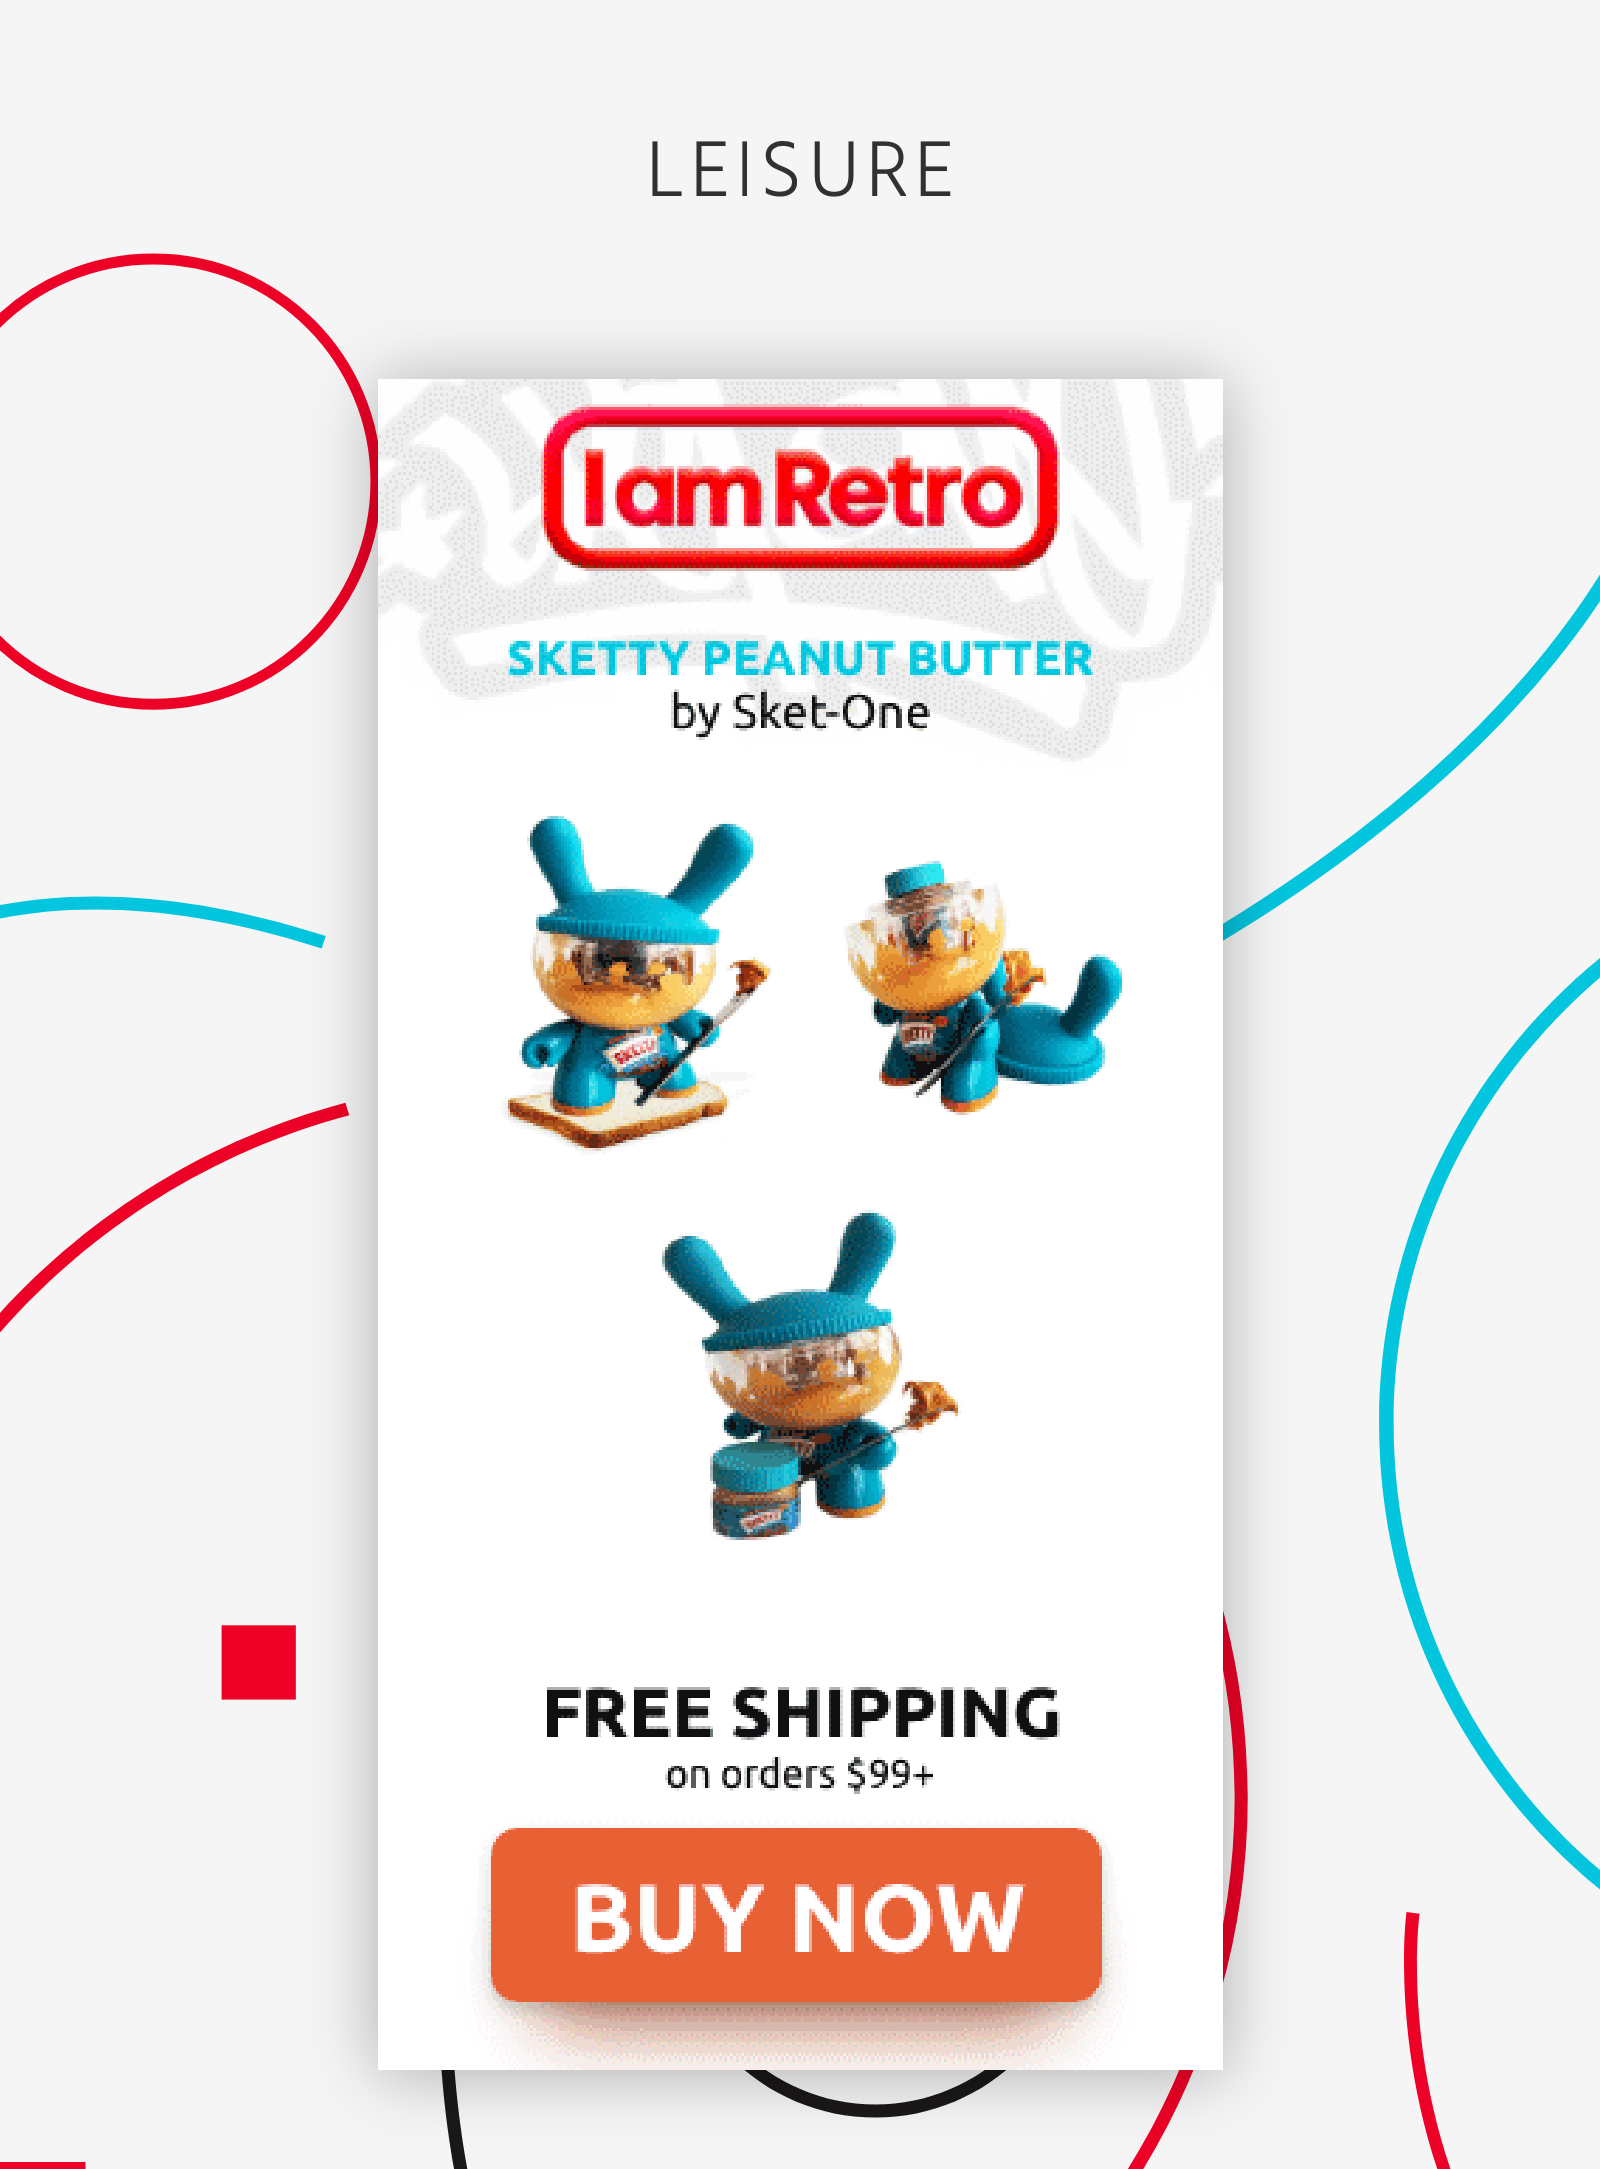 LEISURE
I am Retro
SKETTY PEANUT BUTTER
by Sket-One
FREE SHIPPING
on orders $99+
BUY NOW